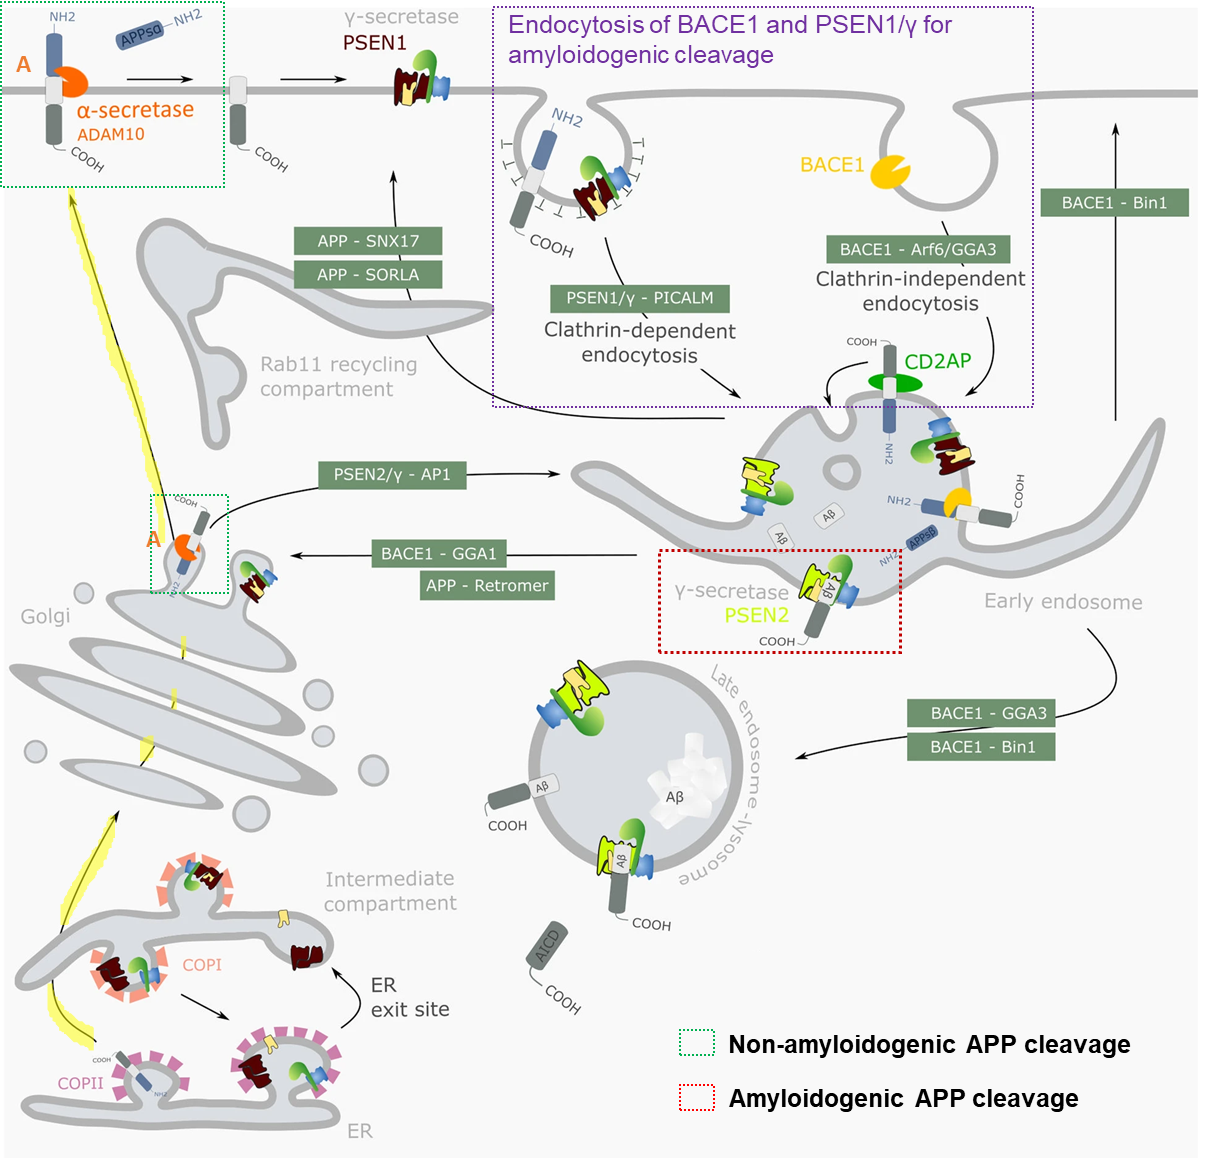 NH2
APPsα
NH2
A
α-secretase
ADAM10
COOH
COOH
γ-secretase
PSEN1
Endocytosis of BACE1 and PSEN1/γ for
amyloidogenic cleavage
NH2
COOH
BACE1
BACE1 - Bin1
APP - SNX17
APP - SORLA
BACE1 - Arf6/GGA3
Clathrin-independent
endocytosis
PSEN1/γ - PICALM
Clathrin-dependent
endocytosis
Rab11 recycling
compartment
COOH
CD2AP
NH2
PSEN2/γ - AP1
COOH
A
NH2
BACE1 - GGA1
APP - Retromer
Aβ
Aβ
NH2
COOH
APPsβ
NH2
γ-secretase
PSEN2
Aβ
COOH
Early endosome
Golgi
Late endosome-lysosome
BACE1 - GGA3
BACE1 - Bin1
Aβ
COOH
Aβ
Aβ
COOH
AICD
COOH
Intermediate
compartment
COPI
ER
exit site
COOH
NH2
COPII
ER
Non-amyloidogenic APP cleavage
Amyloidogenic APP cleavage